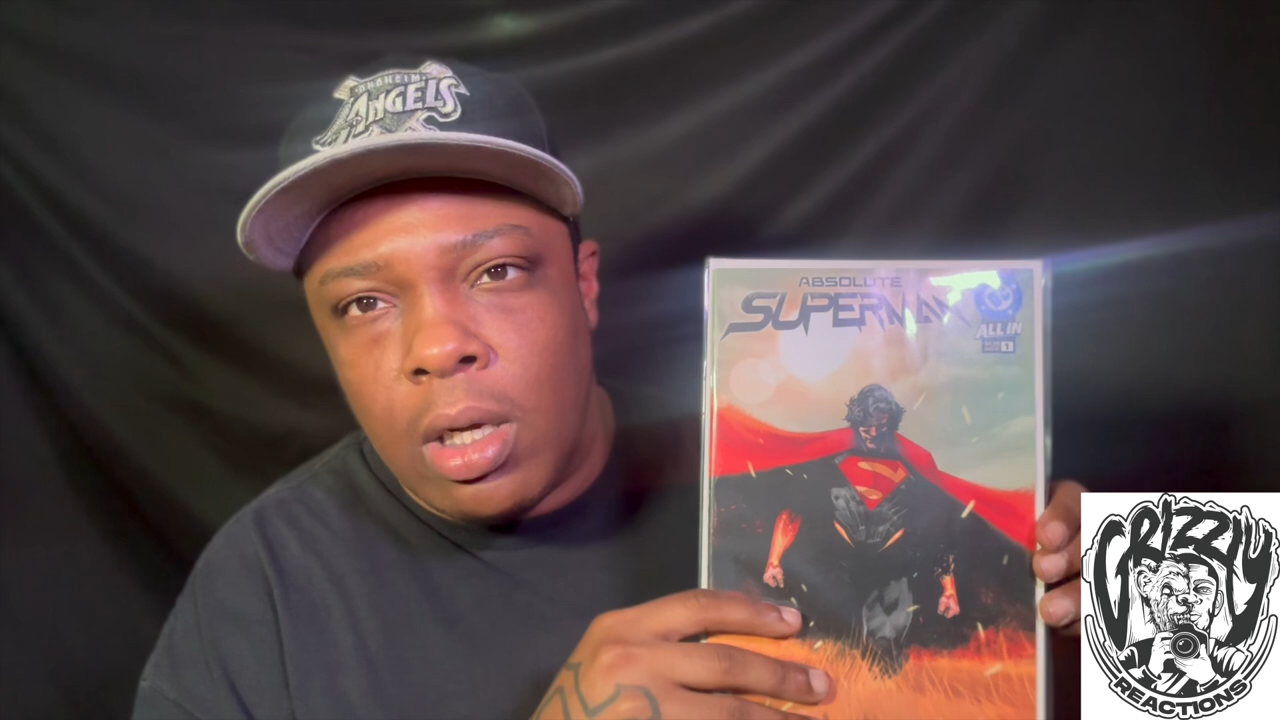 ANAHEIM
ANGELS
ABSOLUTE
SUPERMAN
ALL IN
1
GRIZZLY
REACTIONS